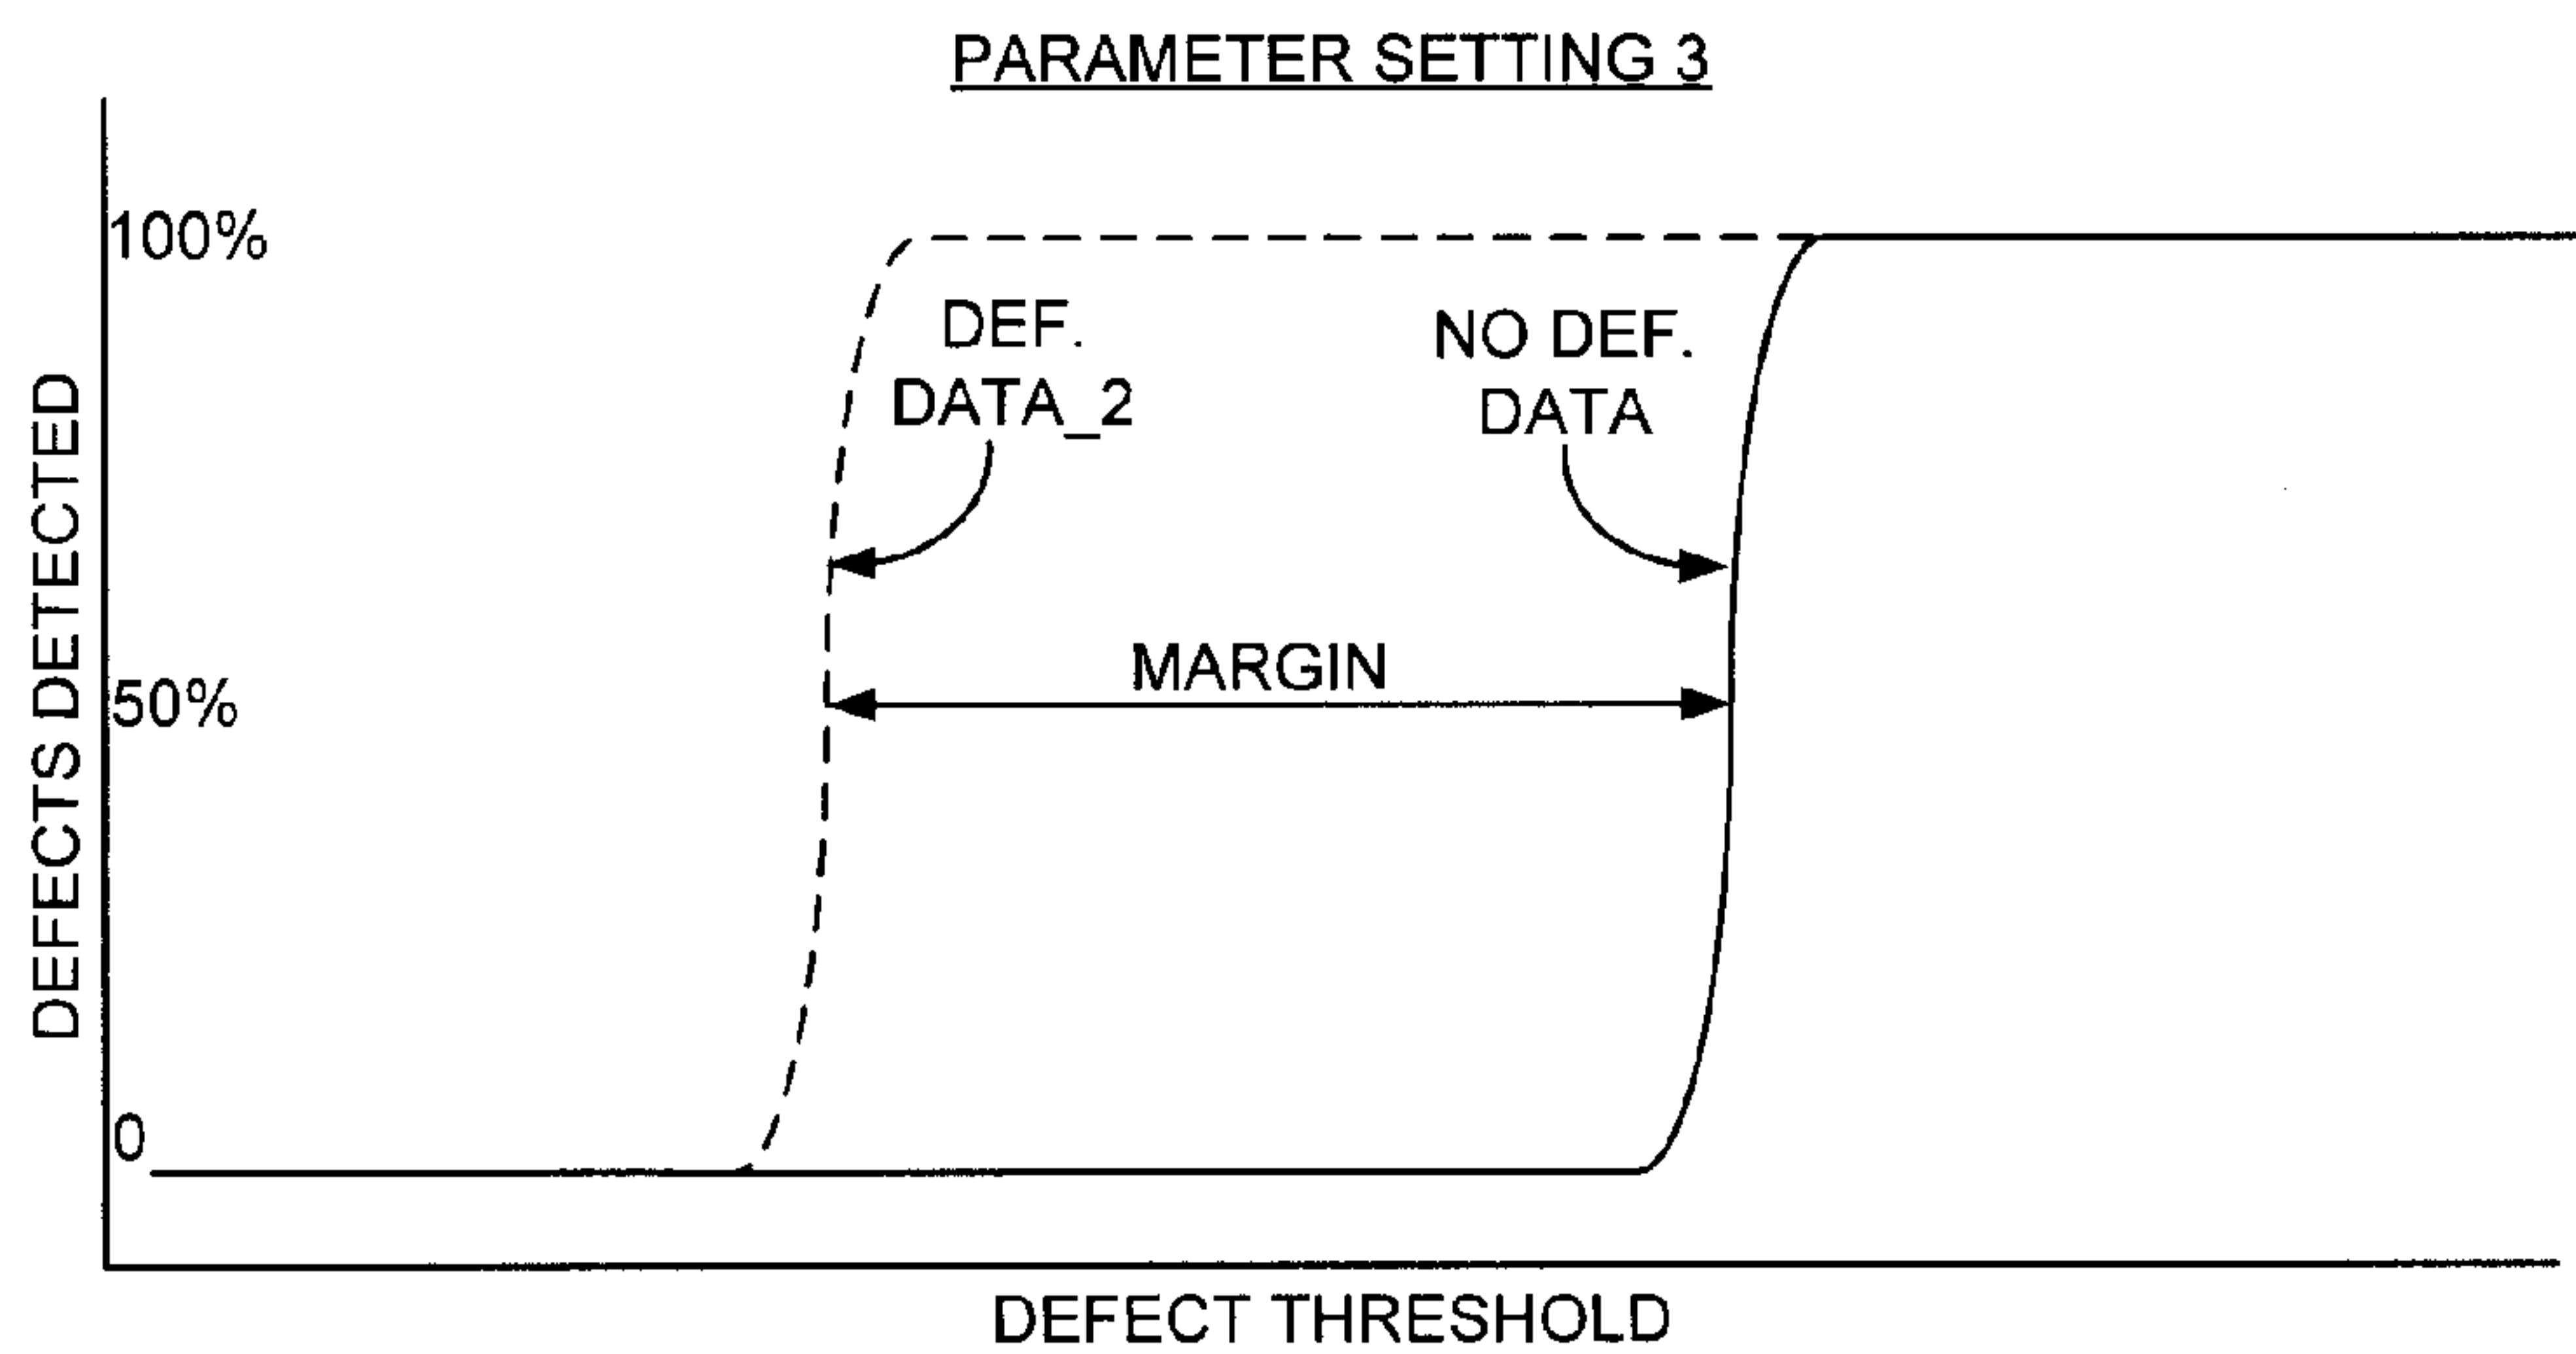 PARAMETER SETTING 3
100%
DEF.
DATA_2
NO DEF.
DATA
MARGIN
50%
DEFECTS DETECTED
0
DEFECT THRESHOLD